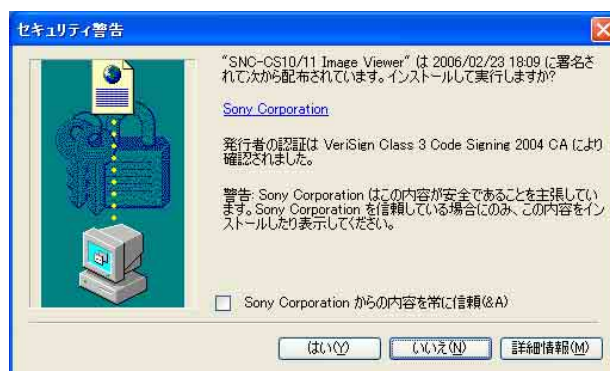 セキュリティ警告
"SNC-CS10/11 Image Viewer" は 2006/02/23 18:09 に署名さ
れて次から配布されています。インストールして実行しますか?
Sony Corporation
発行者の認証は VeriSign Class 3 Code Signing 2004 CA により
確認されました。
警告: Sony Corporation はこの内容が安全であることを主張してい
ます。Sony Corporation を信頼している場合にのみ、この内容をイン
ストールしたり表示してください。
Sony Corporation からの内容を常に信頼(&A)
はい(Y) いいえ(N) 詳細情報(M)